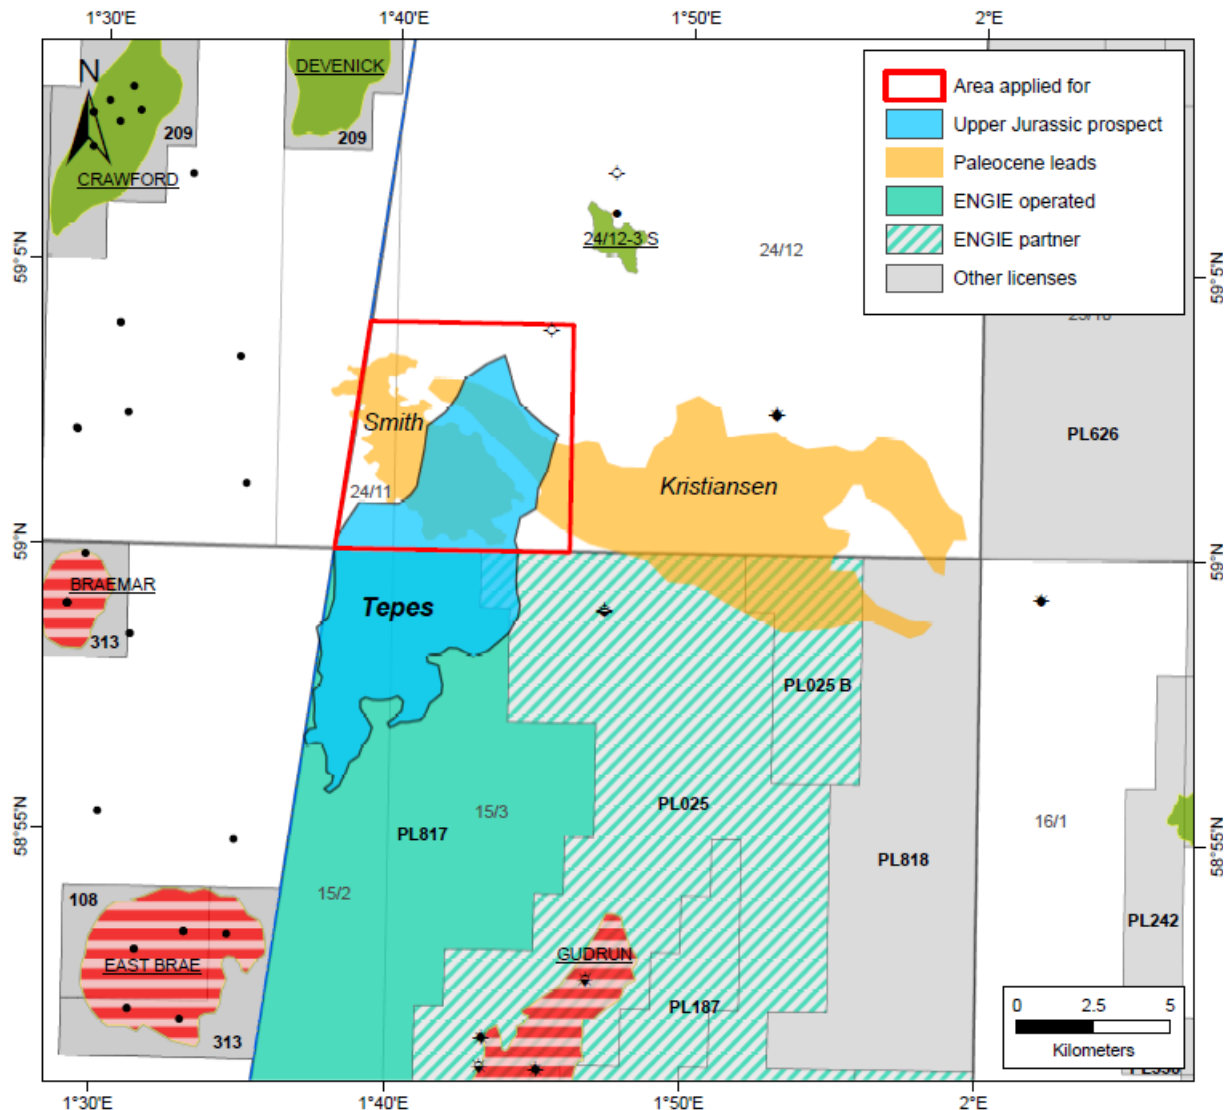 1°30'E 1°40'E 1°50'E 2°E
DEVENICK
N
209
209
CRAWFORD
24/12-3 S
24/12
Area applied for
Upper Jurassic prospect
Paleocene leads
ENGIE operated
ENGIE partner
Other licenses
59°5'N
59°5'N
Smith
PL626
Kristiansen
24/11
59°N
59°N
BRAEMAR
Tepes
313
PL025 B
PL025
15/3
16/1
PL817
PL818
58°55'N
58°55'N
15/2
108
PL242
EAST BRAE
GUDRUN
PL187
313
0 2.5 5
Kilometers
1°30'E 1°40'E 1°50'E 2°E